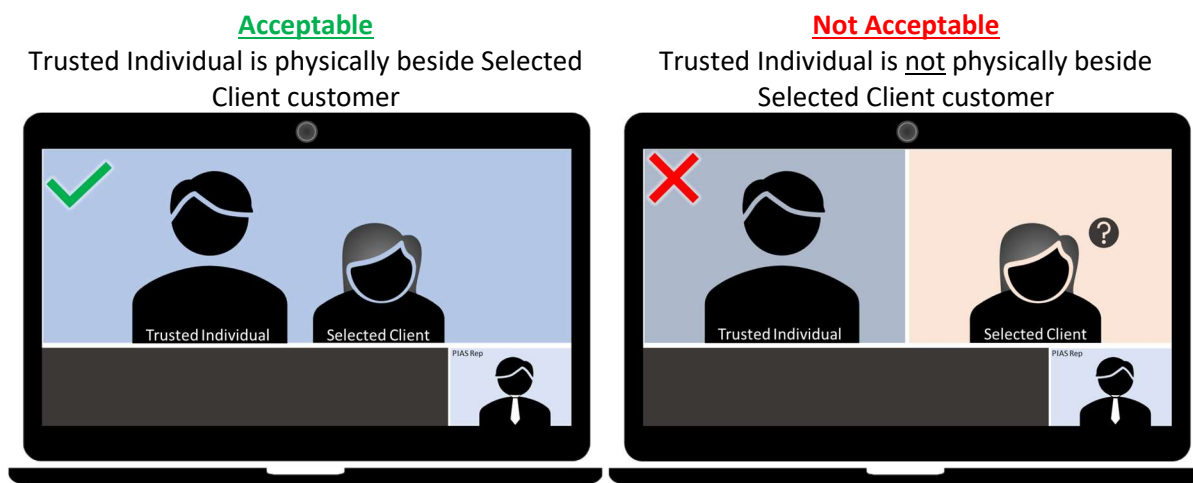 Acceptable
Trusted Individual is physically beside Selected
Client customer
Trusted Individual
Selected Client
PIAS Rep
Not Acceptable
Trusted Individual is not physically beside
Selected Client customer
?
Trusted Individual
Selected Client
PIAS Rep